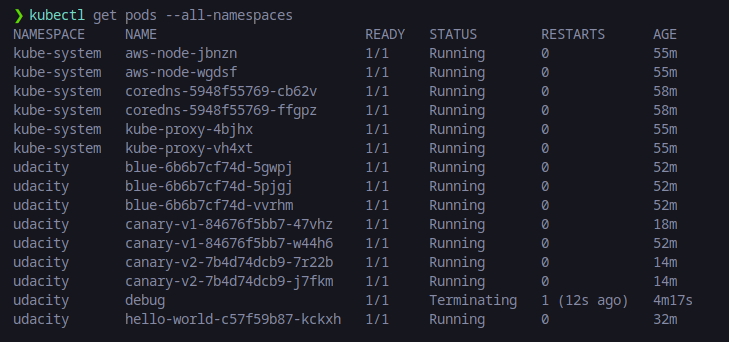 ❯ kubectl get pods --all-namespaces
NAMESPACE NAME READY STATUS RESTARTS AGE
kube-system aws-node-jbnzn 1/1 Running 0 55m
kube-system aws-node-wgdsf 1/1 Running 0 55m
kube-system coredns-5948f55769-cb62v 1/1 Running 0 58m
kube-system coredns-5948f55769-ffgpz 1/1 Running 0 58m
kube-system kube-proxy-4bjhx 1/1 Running 0 55m
kube-system kube-proxy-vh4xt 1/1 Running 0 55m
udacity blue-6b6b7cf74d-5gwpj 1/1 Running 0 52m
udacity blue-6b6b7cf74d-5pjgj 1/1 Running 0 52m
udacity blue-6b6b7cf74d-vvrhm 1/1 Running 0 52m
udacity canary-v1-84676f5bb7-47vhz 1/1 Running 0 18m
udacity canary-v1-84676f5bb7-w44h6 1/1 Running 0 52m
udacity canary-v2-7b4d74dcb9-7r22b 1/1 Running 0 14m
udacity canary-v2-7b4d74dcb9-j7fkm 1/1 Running 0 14m
udacity debug 1/1 Terminating 1 (12s ago) 4m17s
udacity hello-world-c57f59b87-kckxh 1/1 Running 0 32m